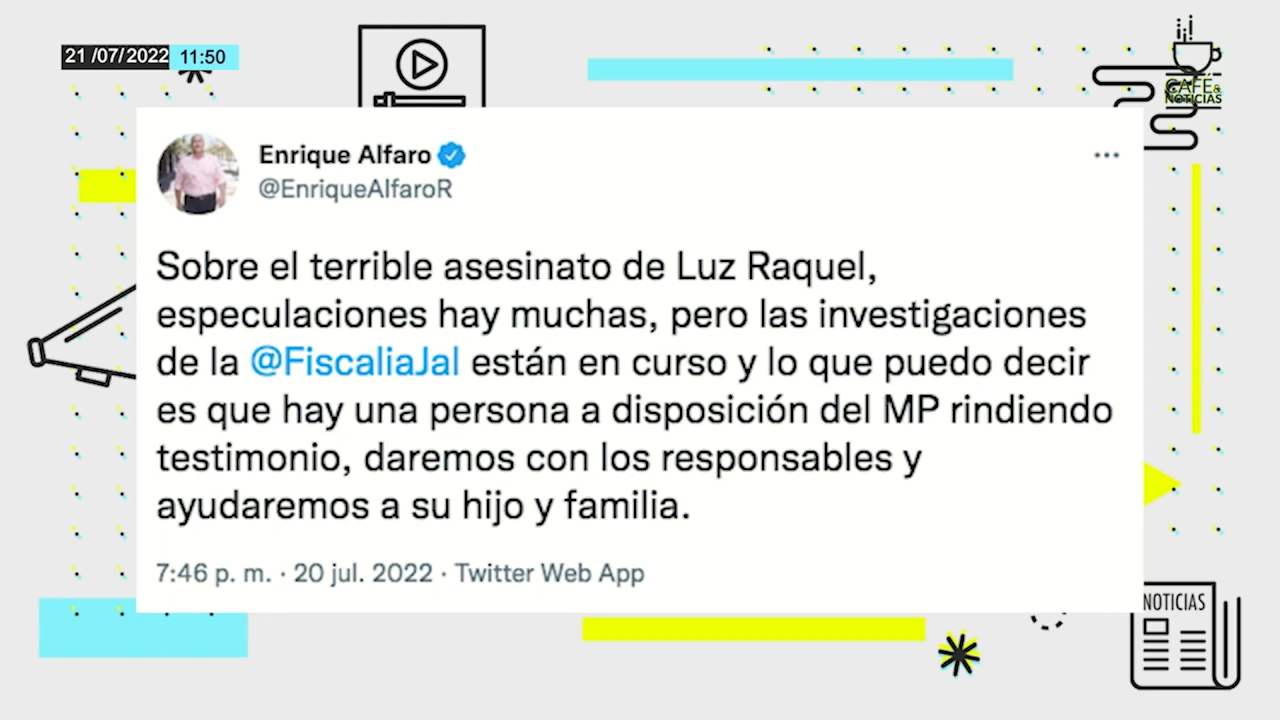 21 /07/2022 11:50
CAFÉ&
NOTICIAS
Enrique Alfaro
@EnriqueAlfaroR
Sobre el terrible asesinato de Luz Raquel,
especulaciones hay muchas, pero las investigaciones
de la @FiscaliaJal están en curso y lo que puedo decir
es que hay una persona a disposición del MP rindiendo
testimonio, daremos con los responsables y
ayudaremos a su hijo y familia.
7:46 p. m. · 20 jul. 2022 · Twitter Web App
NOTICIAS